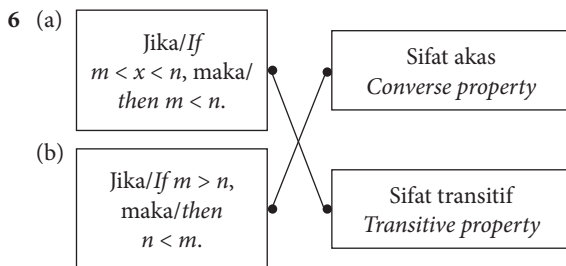 6 (a)
Jika/If
m < x < n, maka/
then m < n.
Sifat akas
Converse property
(b)
Jika/If m > n,
maka/then
n < m.
Sifat transitif
Transitive property